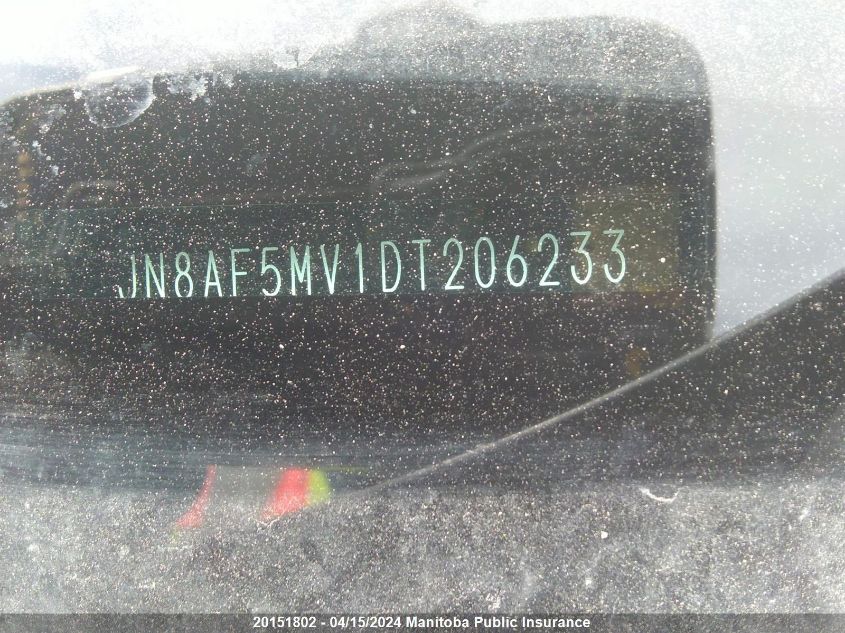 JN8AF5MV1DT206233
20151802 - 04/15/2024 Manitoba Public Insurance